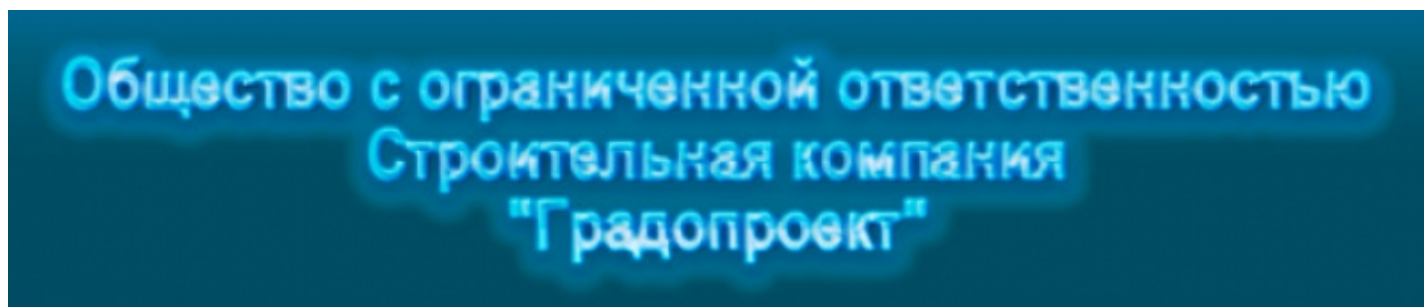 Общество с ограниченной ответственностью
Строительная компания
"Градопроект"